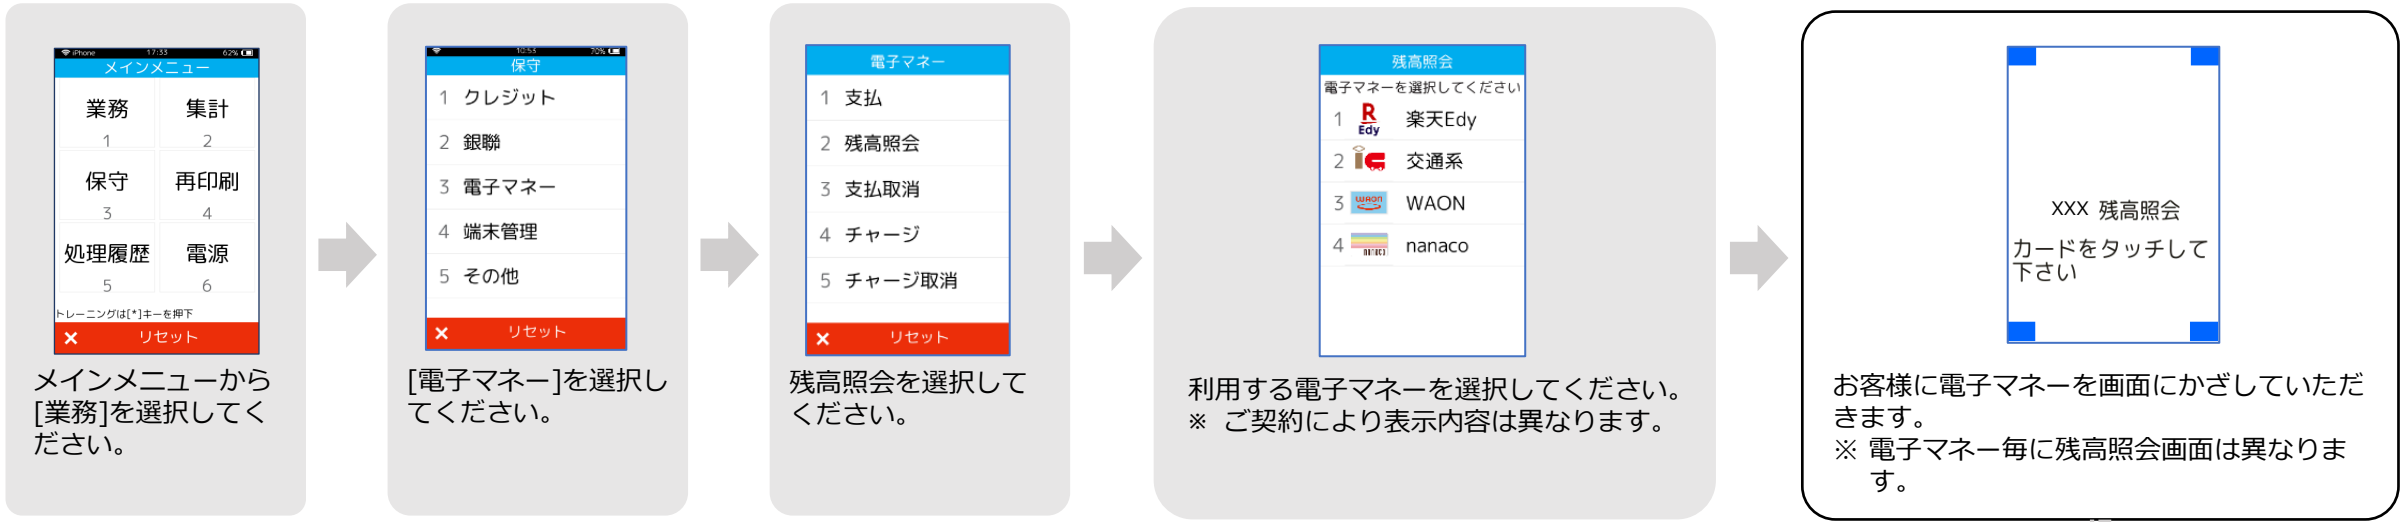 iPhone 17:33 62%
メインメニュー
業務 集計
1 2
保守 再印刷
3 4
処理履歴 電源
5 6
トレーニングは[*]キーを押下
× リセット
メインメニューから
[業務]を選択してく
ださい。
10:53 70%
保守
1 クレジット
2 銀聯
3 電子マネー
4 端末管理
5 その他
× リセット
[電子マネー]を選択し
てください。
電子マネー
1 支払
2 残高照会
3 支払取消
4 チャージ
5 チャージ取消
× リセット
残高照会を選択して
ください。
残高照会
電子マネーを選択してください
1 R Edy 楽天Edy
2 交通系
3 WAON WAON
4 nanaco nanaco
利用する電子マネーを選択してください。
※ ご契約により表示内容は異なります。
XXX 残高照会
カードをタッチして
下さい
お客様に電子マネーを画面にかざしていただ
きます。
※ 電子マネー毎に残高照会画面は異なりま
す。